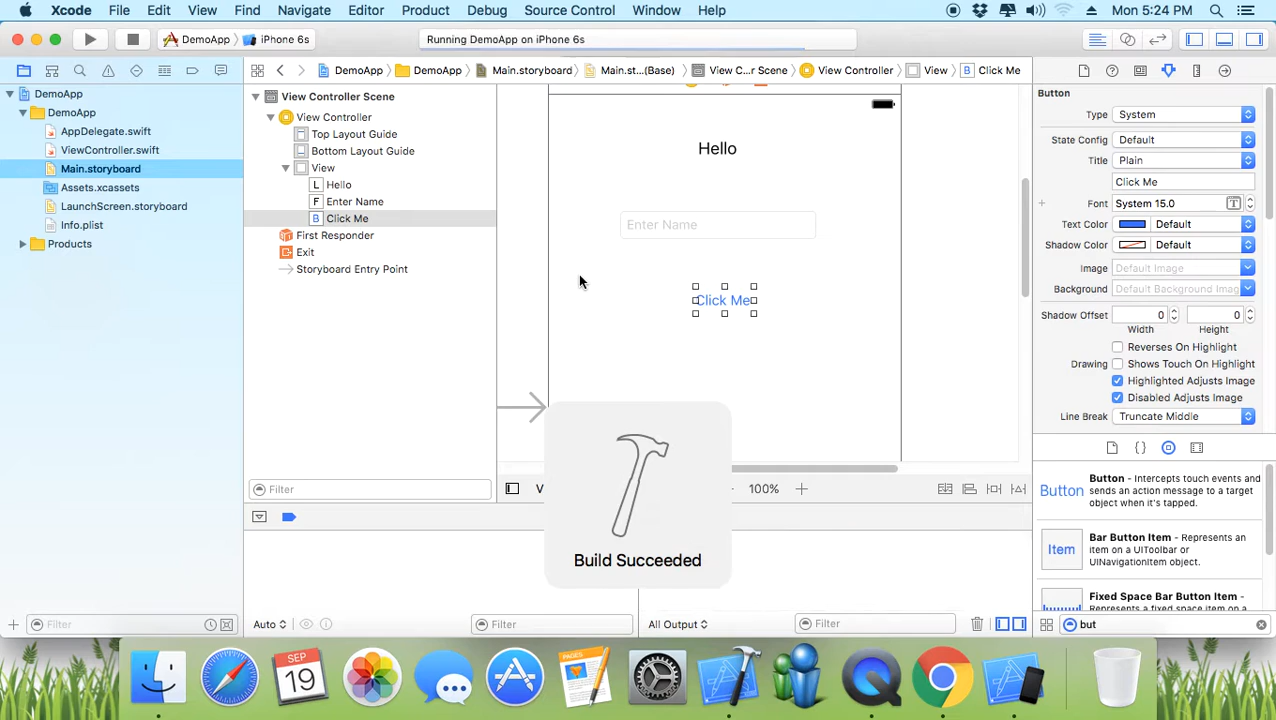 Xcode File Edit View Find Navigate Editor Product Debug Source Control Window Help Mon 5:24 PM
DemoApp iPhone 6s Running DemoApp on iPhone 6s
DemoApp DemoApp Main.storyboard Main.st...(Base) View C...r Scene View Controller View B Click Me
DemoApp
DemoApp
AppDelegate.swift
ViewController.swift
Main.storyboard
Assets.xcassets
LaunchScreen.storyboard
Info.plist
Products
Filter
View Controller Scene
View Controller
Top Layout Guide
Bottom Layout Guide
View
L Hello
F Enter Name
B Click Me
First Responder
Exit
Storyboard Entry Point
Filter
Hello
Enter Name
Click Me
V 100%
Build Succeeded
Auto Filter All Output Filter
Button
Type System
State Config Default
Title Plain
Click Me
Font System 15.0 T
Text Color Default
Shadow Color Default
Image Default Image
Background Default Background Imag
Shadow Offset 0 0
Width Height
Reverses On Highlight
Drawing Shows Touch On Highlight
Highlighted Adjusts Image
Disabled Adjusts Image
Line Break Truncate Middle
Button Button - Intercepts touch events and
sends an action message to a target
object when it's tapped.
Item Bar Button Item - Represents an
item on a UIToolbar or
UINavigationItem object.
Fixed Space Bar Button Item -
Represents a fixed space item on
but
SEP
19
PAGES